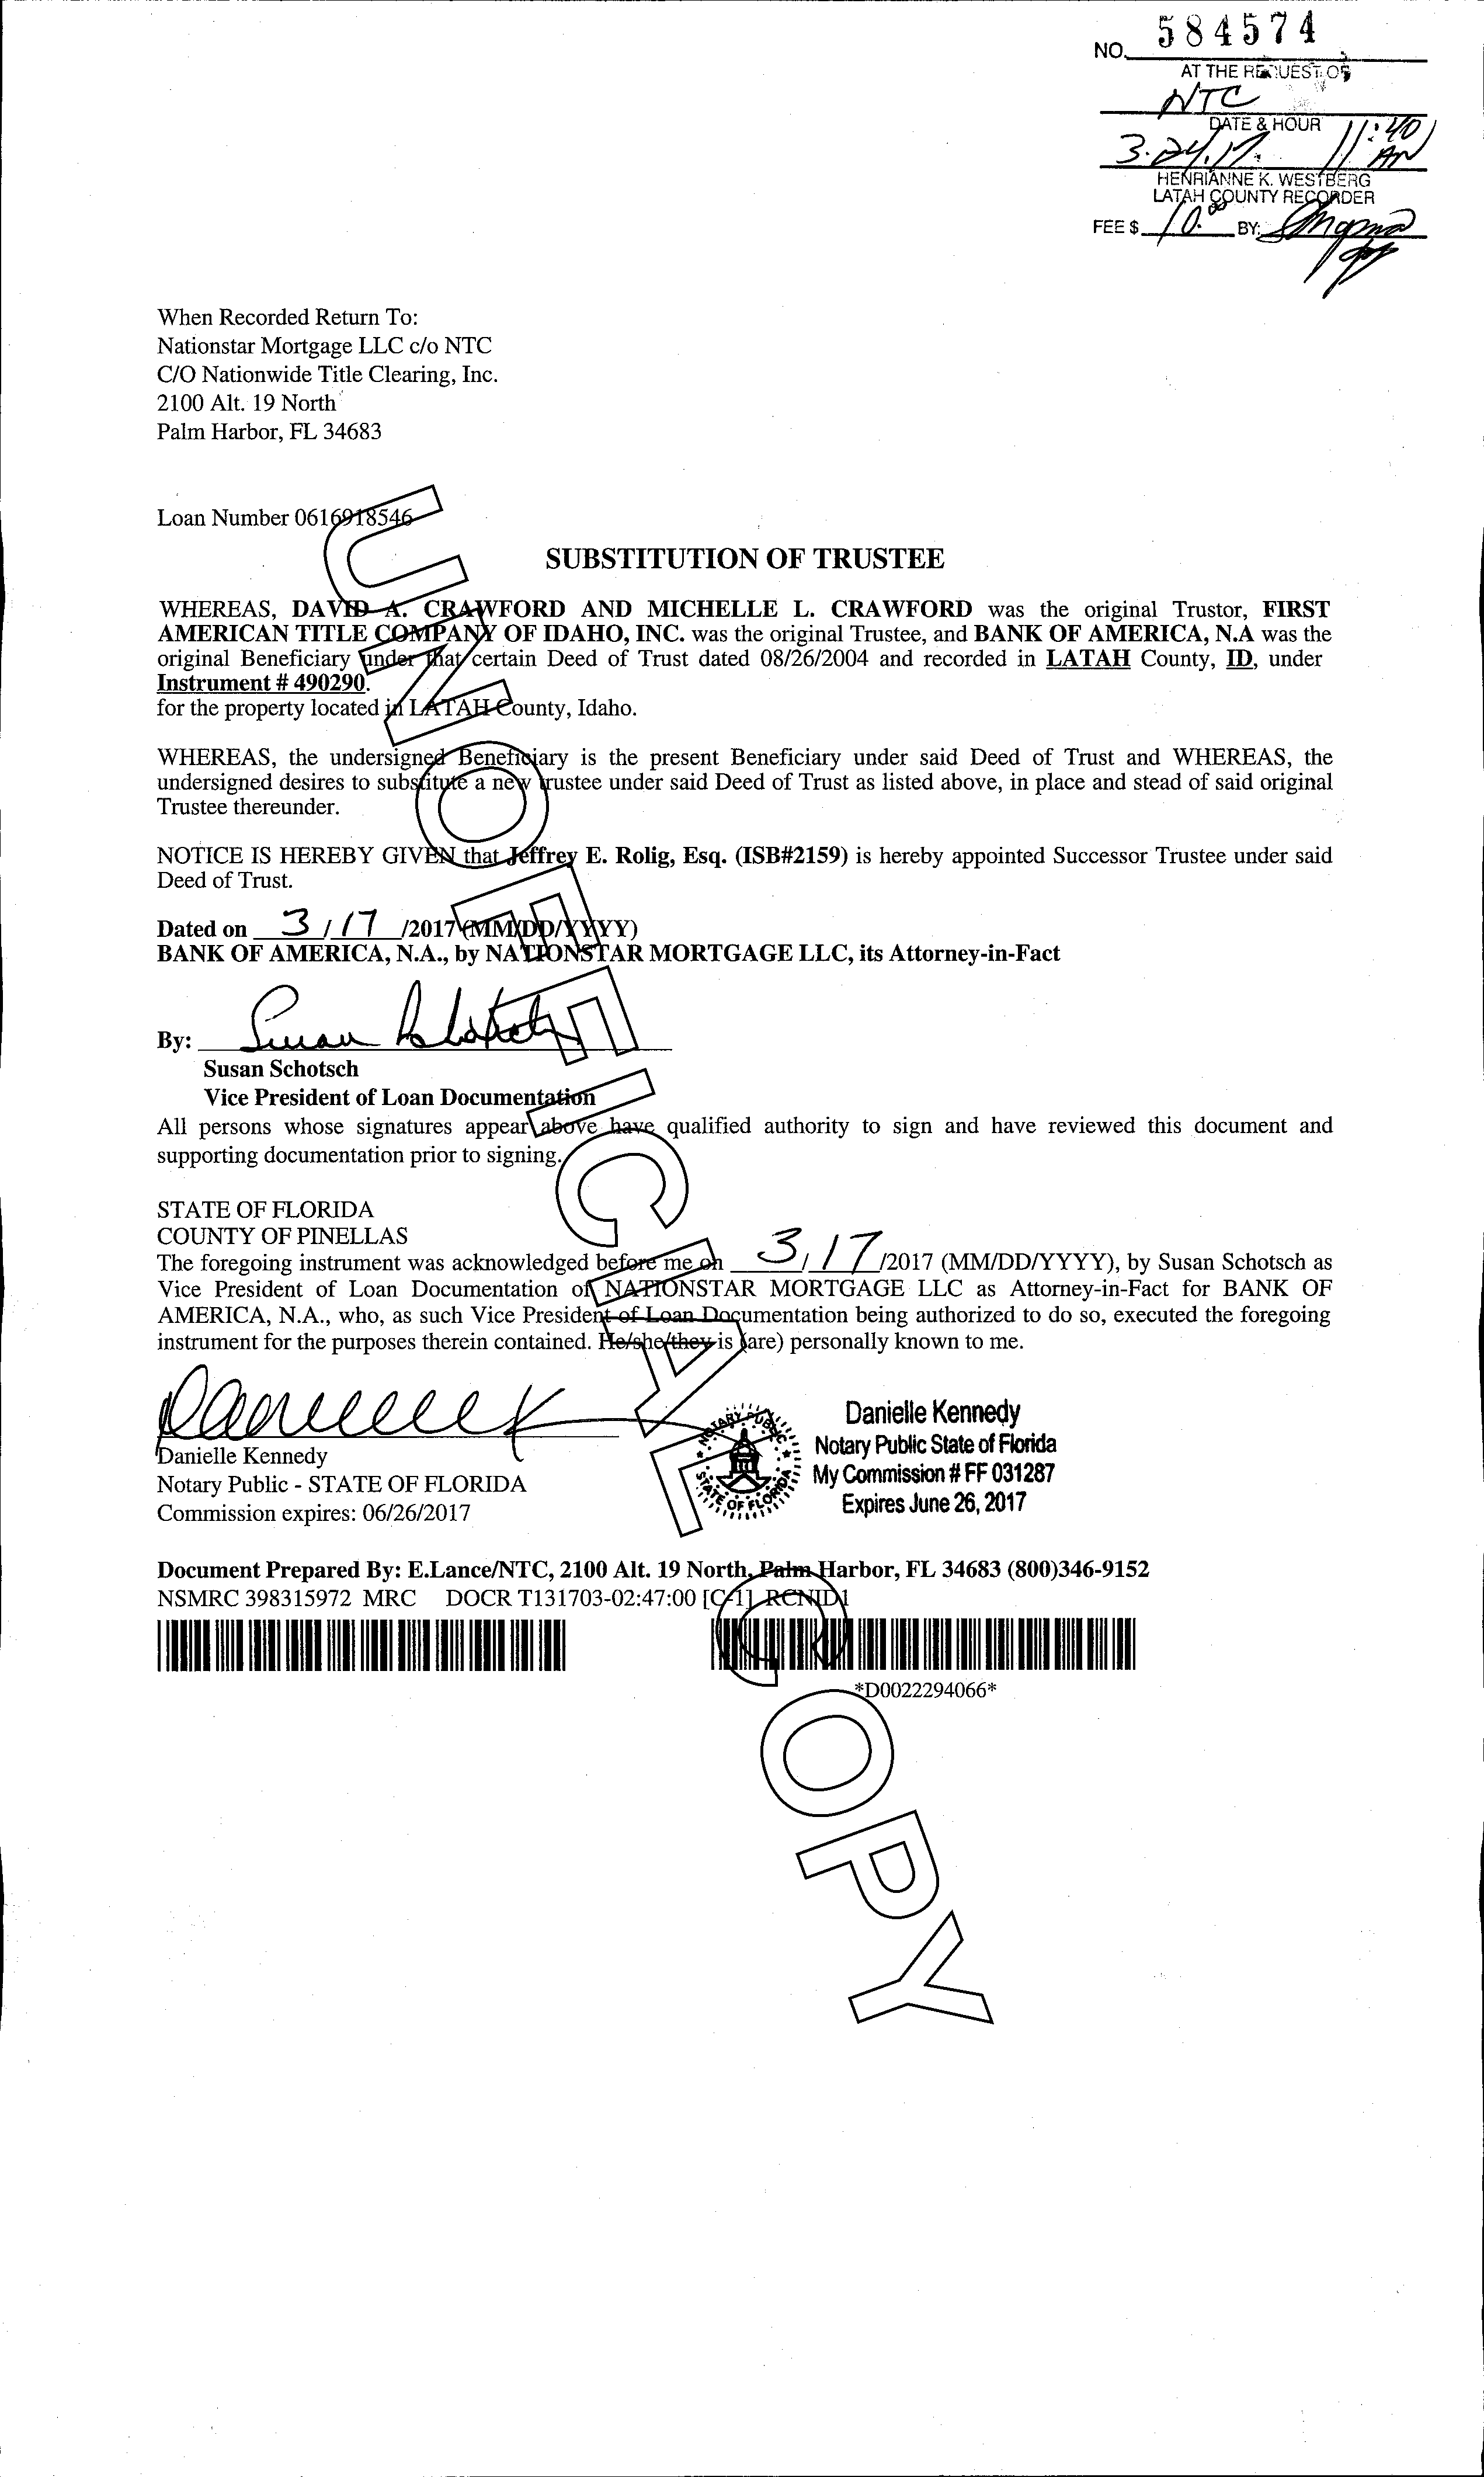 NO. 584574
AT THE REQUEST OF
NTC
DATE & HOUR
3.24.17 11:40 AM
HENRIANNE K. WESTBERG
LATAH COUNTY RECORDER
FEE $ 10.00 BY:
When Recorded Return To:
Nationstar Mortgage LLC c/o NTC
C/O Nationwide Title Clearing, Inc.
2100 Alt. 19 North
Palm Harbor, FL 34683
Loan Number 0616918546
SUBSTITUTION OF TRUSTEE
WHEREAS, DAVID A. CRAWFORD AND MICHELLE L. CRAWFORD was the original Trustor, FIRST
AMERICAN TITLE COMPANY OF IDAHO, INC. was the original Trustee, and BANK OF AMERICA, N.A was the
original Beneficiary under that certain Deed of Trust dated 08/26/2004 and recorded in LATAH County, ID, under
Instrument # 490290.
for the property located in LATAH County, Idaho.
WHEREAS, the undersigned Beneficiary is the present Beneficiary under said Deed of Trust and WHEREAS, the
undersigned desires to substitute a new trustee under said Deed of Trust as listed above, in place and stead of said original
Trustee thereunder.
NOTICE IS HEREBY GIVEN that Jeffrey E. Rolig, Esq. (ISB#2159) is hereby appointed Successor Trustee under said
Deed of Trust.
Dated on 3 / 17 /2017 (MM/DD/YYYY)
BANK OF AMERICA, N.A., by NATIONSTAR MORTGAGE LLC, its Attorney-in-Fact
By: Susan Schotsch
Susan Schotsch
Vice President of Loan Documentation
All persons whose signatures appear above have qualified authority to sign and have reviewed this document and
supporting documentation prior to signing.
STATE OF FLORIDA
COUNTY OF PINELLAS
The foregoing instrument was acknowledged before me on 3 / 17 /2017 (MM/DD/YYYY), by Susan Schotsch as
Vice President of Loan Documentation of NATIONSTAR MORTGAGE LLC as Attorney-in-Fact for BANK OF
AMERICA, N.A., who, as such Vice President of Loan Documentation being authorized to do so, executed the foregoing
instrument for the purposes therein contained. He/she/they is (are) personally known to me.
Danielle Kennedy
Notary Public - STATE OF FLORIDA
Commission expires: 06/26/2017
NOTARY PUBLIC
STATE OF FLORIDA
Danielle Kennedy
Notary Public State of Florida
My Commission # FF 031287
Expires June 26, 2017
Document Prepared By: E.Lance/NTC, 2100 Alt. 19 North, Palm Harbor, FL 34683 (800)346-9152
NSMRC 398315972 MRC DOCR T131703-02:47:00 [C-1] RCNID1
*D0022294066*
UNOFFICIAL COPY